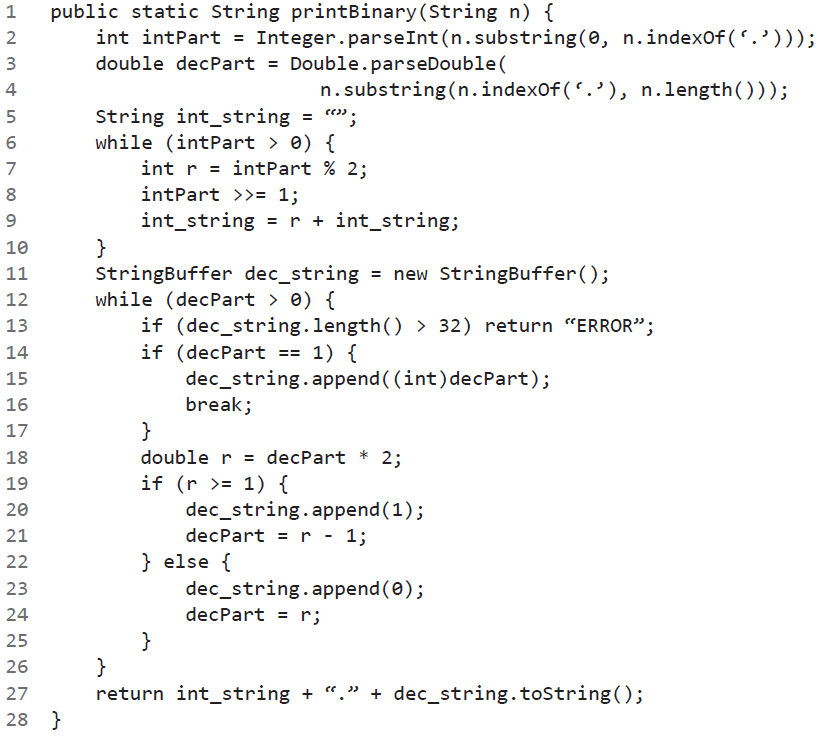 1 public static String printBinary(String n) {
2     int intPart = Integer.parseInt(n.substring(0, n.indexOf(‘.’)));
3     double decPart = Double.parseDouble(
4                         n.substring(n.indexOf(‘.’), n.length()));
5     String int_string = “”;
6     while (intPart > 0) {
7         int r = intPart % 2;
8         intPart >>= 1;
9         int_string = r + int_string;
10     }
11     StringBuffer dec_string = new StringBuffer();
12     while (decPart > 0) {
13         if (dec_string.length() > 32) return “ERROR”;
14         if (decPart == 1) {
15             dec_string.append((int)decPart);
16             break;
17         }
18         double r = decPart * 2;
19         if (r >= 1) {
20             dec_string.append(1);
21             decPart = r - 1;
22         } else {
23             dec_string.append(0);
24             decPart = r;
25         }
26     }
27     return int_string + “.” + dec_string.toString();
28 }